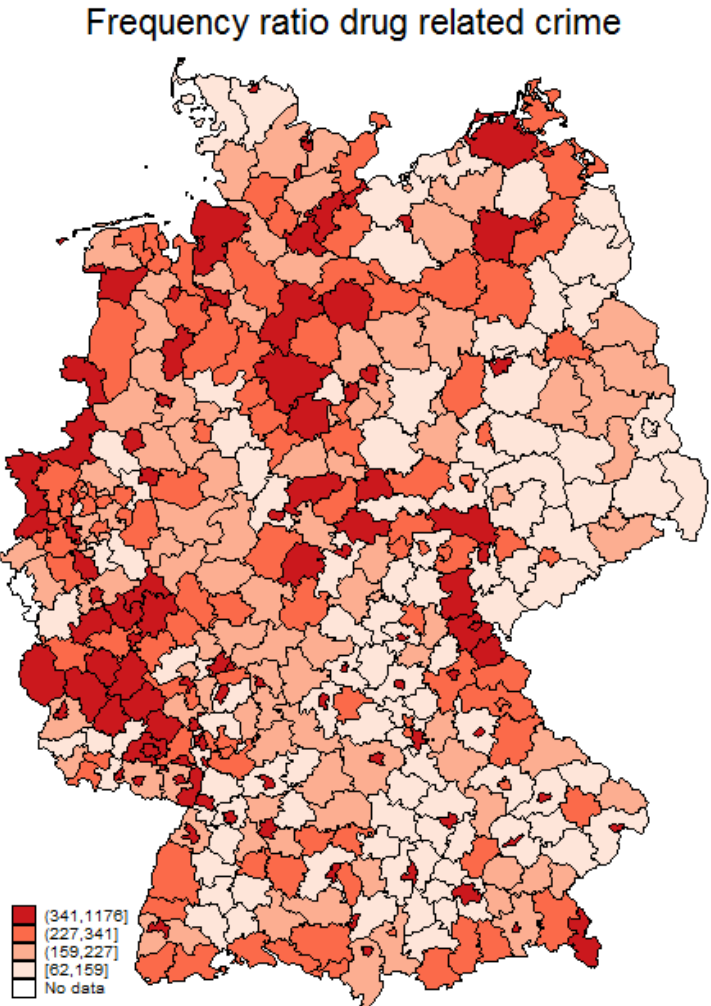 Frequency ratio drug related crime
(341,1176]
(227,341]
(159,227]
[62,159]
No data